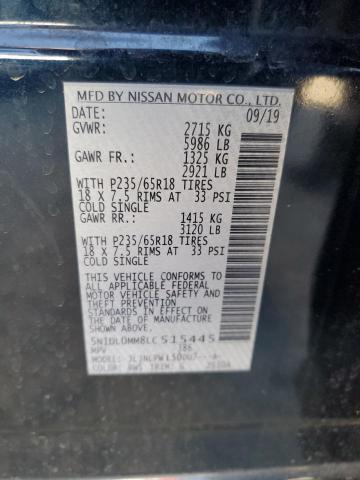 MFD BY NISSAN MOTOR CO., LTD.
DATE: 09/19
GVWR: 2715 KG
5986 LB
GAWR FR.: 1325 KG
2921 LB
WITH P235/65R18 TIRES
18 X 7.5 RIMS AT 33 PSI
COLD SINGLE
GAWR RR.: 1415 KG
3120 LB
WITH P235/65R18 TIRES
18 X 7.5 RIMS AT 33 PSI
COLD SINGLE
THIS VEHICLE CONFORMS TO
ALL APPLICABLE FEDERAL
MOTOR VEHICLE SAFETY
AND THEFT PREVENTION
STANDARDS IN EFFECT ON
THE DATE OF MANUFACTURE
SHOWN ABOVE.
5N1DL0MM8LC515445
MPV
MODEL:
COLOR: TRIM: G